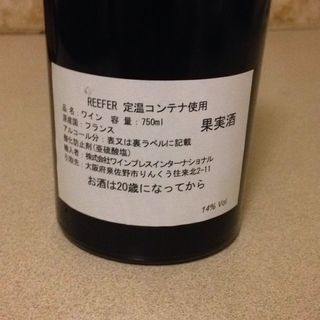 REEFER 定温コンテナ使用
品名：ワイン 容量：750ml
原産国：フランス 果実酒
アルコール分：表又は裏ラベルに記載
酸化防止剤(亜硫酸塩)
輸入者：株式会社ワインプレスインターナショナル
引取先：大阪府泉佐野市りんくう往来北2-11
お酒は20歳になってから
14% Vol